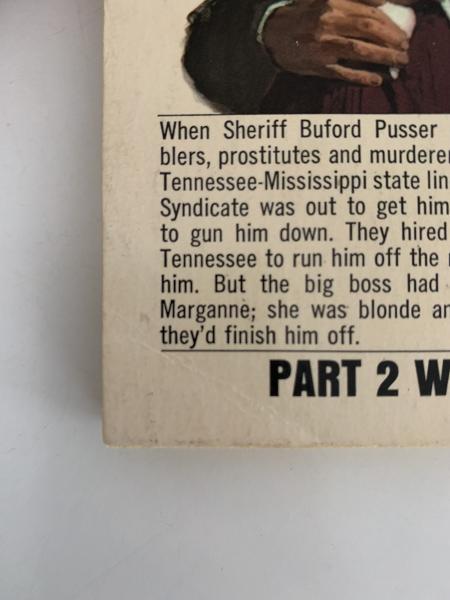 When Sheriff Buford Pusser
blers, prostitutes and murderer
Tennessee-Mississippi state lin
Syndicate was out to get him
to gun him down. They hired
Tennessee to run him off the
him. But the big boss had
Marganne; she was blonde an
they'd finish him off.
PART 2 W